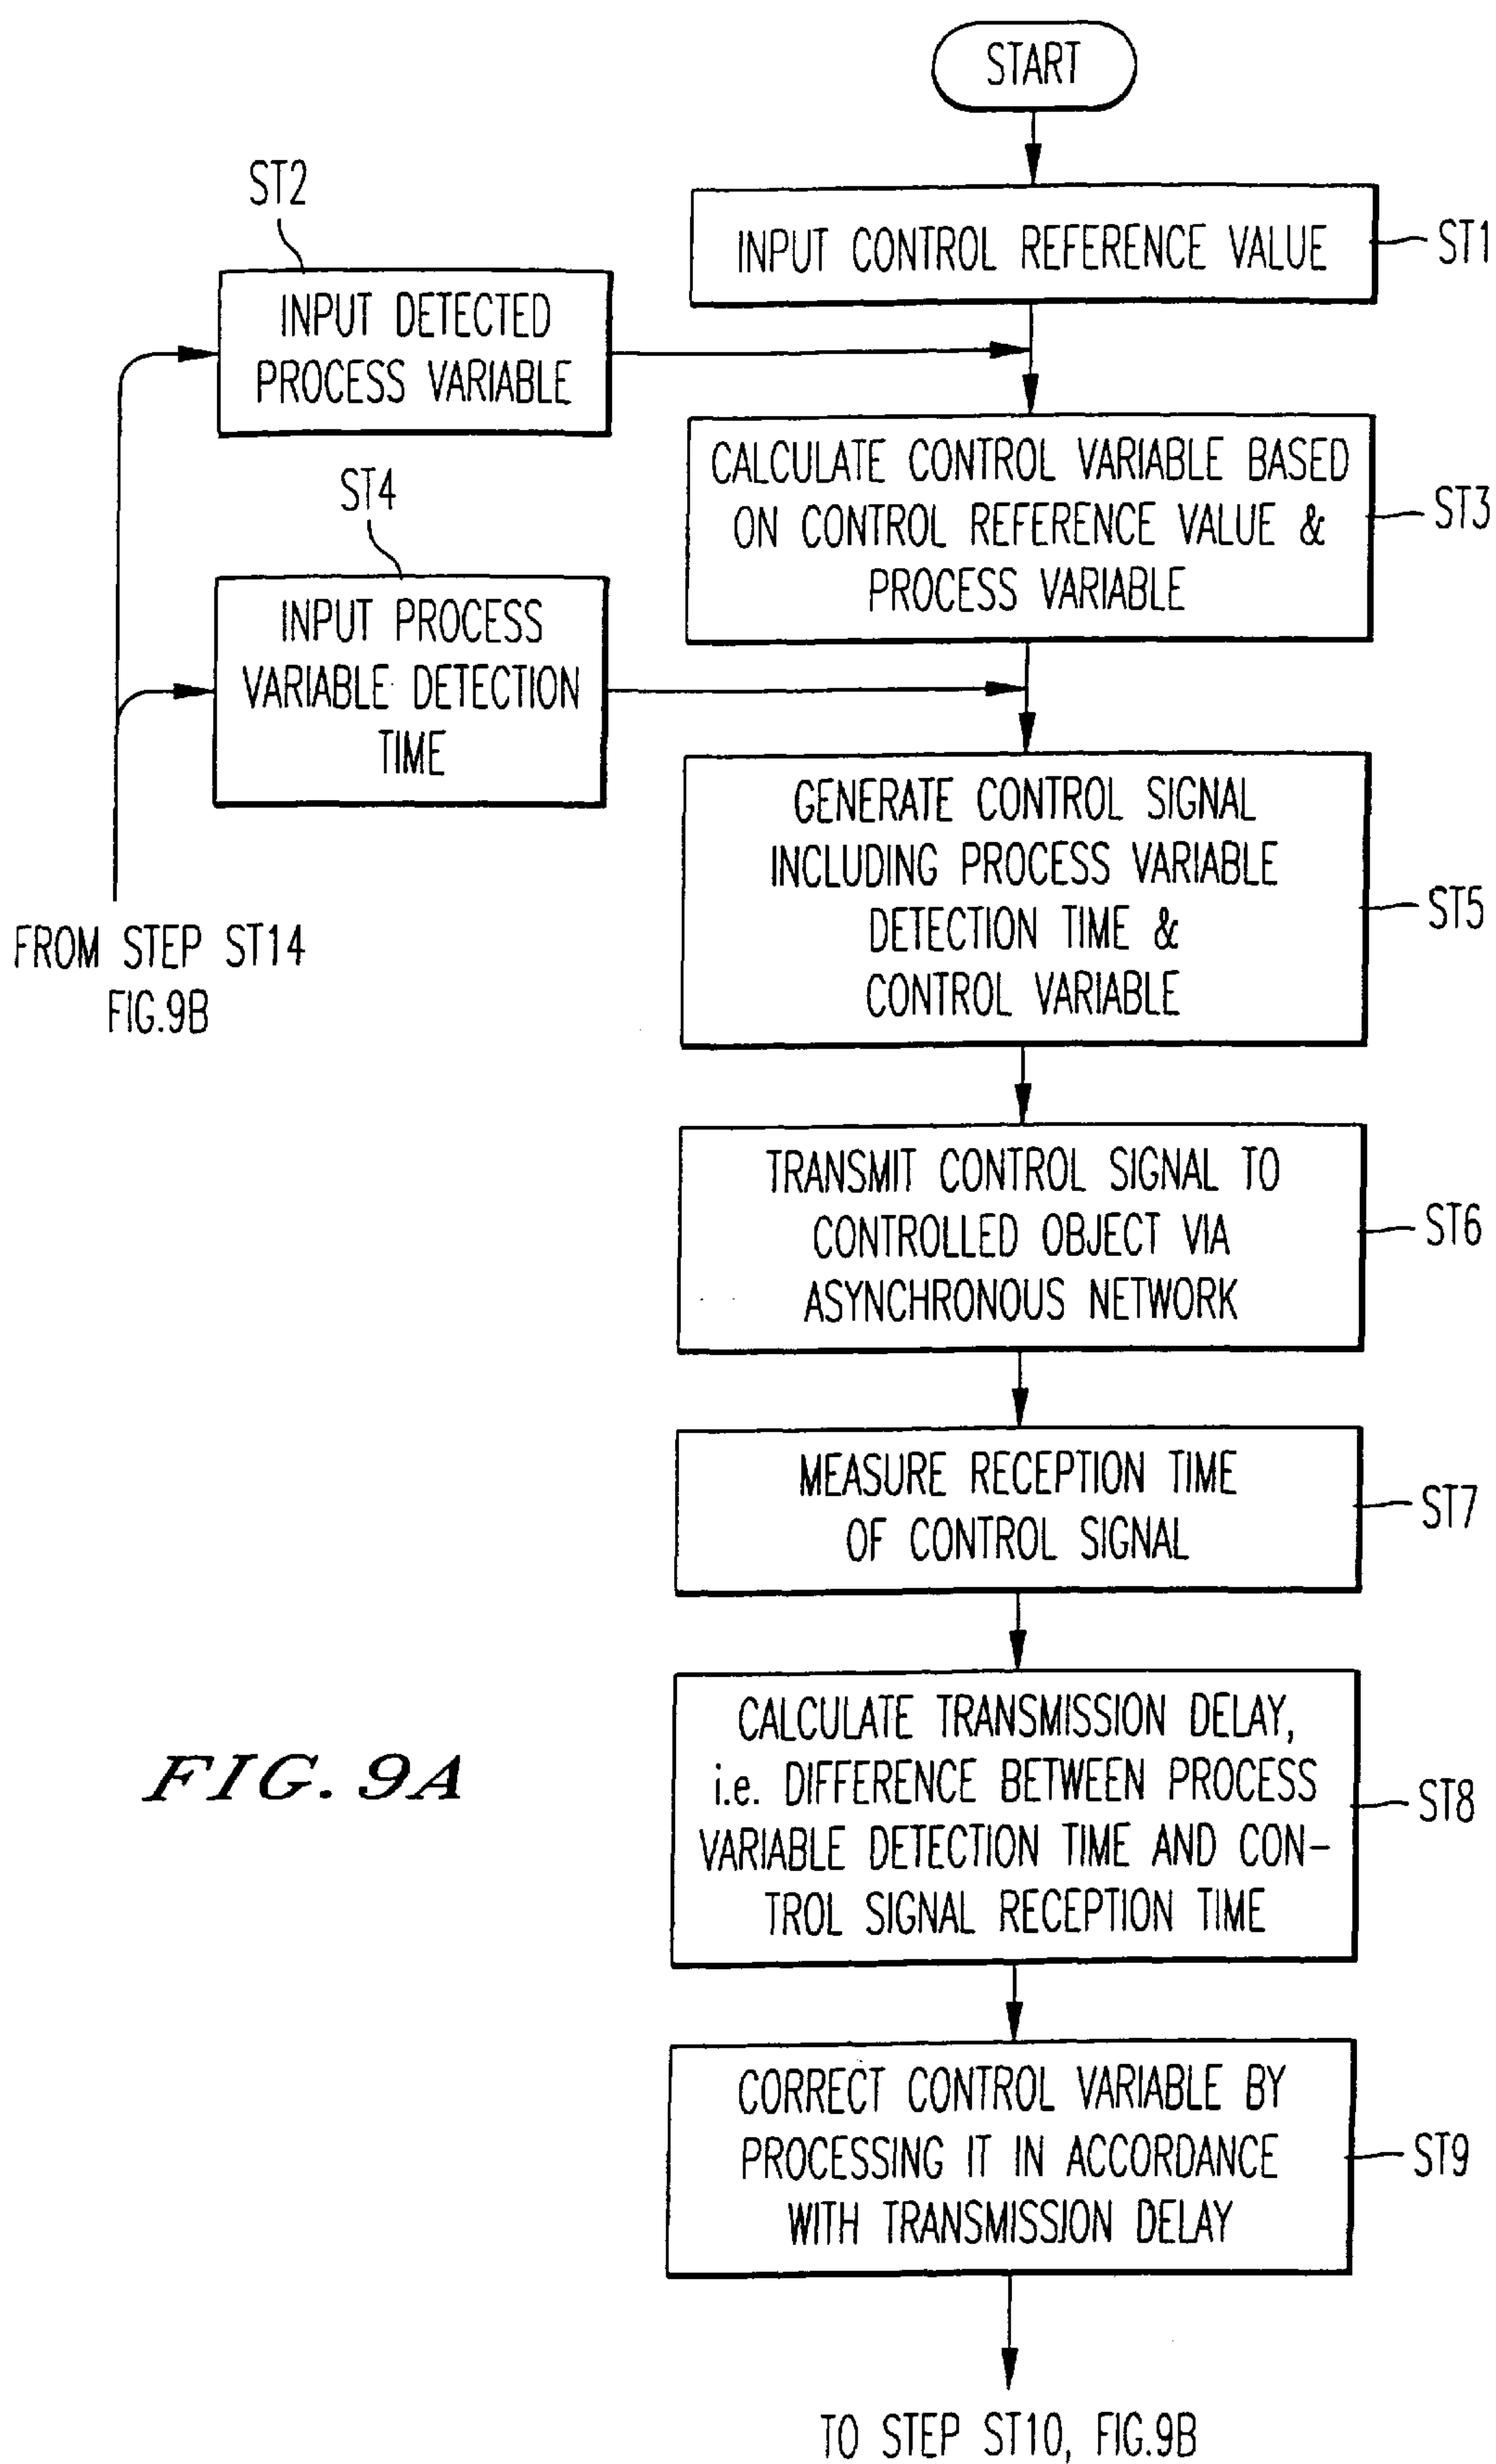 START
INPUT CONTROL REFERENCE VALUE
ST1
ST2
INPUT DETECTED
PROCESS VARIABLE
CALCULATE CONTROL VARIABLE BASED
ON CONTROL REFERENCE VALUE &
PROCESS VARIABLE
ST3
ST4
INPUT PROCESS
VARIABLE DETECTION
TIME
FROM STEP ST14
FIG.9B
GENERATE CONTROL SIGNAL
INCLUDING PROCESS VARIABLE
DETECTION TIME &
CONTROL VARIABLE
ST5
TRANSMIT CONTROL SIGNAL TO
CONTROLLED OBJECT VIA
ASYNCHRONOUS NETWORK
ST6
MEASURE RECEPTION TIME
OF CONTROL SIGNAL
ST7
CALCULATE TRANSMISSION DELAY,
i.e. DIFFERENCE BETWEEN PROCESS
VARIABLE DETECTION TIME AND CON-
TROL SIGNAL RECEPTION TIME
ST8
FIG. 9A
CORRECT CONTROL VARIABLE BY
PROCESSING IT IN ACCORDANCE
WITH TRANSMISSION DELAY
ST9
TO STEP ST10, FIG.9B